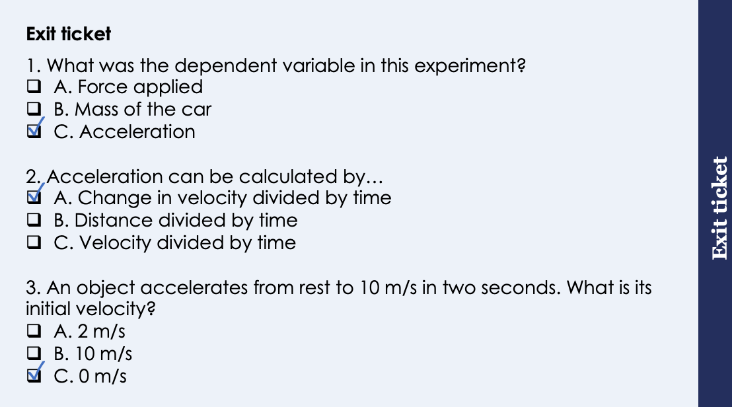 Exit ticket
1. What was the dependent variable in this experiment?
A. Force applied
B. Mass of the car
C. Acceleration
2. Acceleration can be calculated by…
A. Change in velocity divided by time
B. Distance divided by time
C. Velocity divided by time
3. An object accelerates from rest to 10 m/s in two seconds. What is its
initial velocity?
A. 2 m/s
B. 10 m/s
C. 0 m/s
Exit ticket